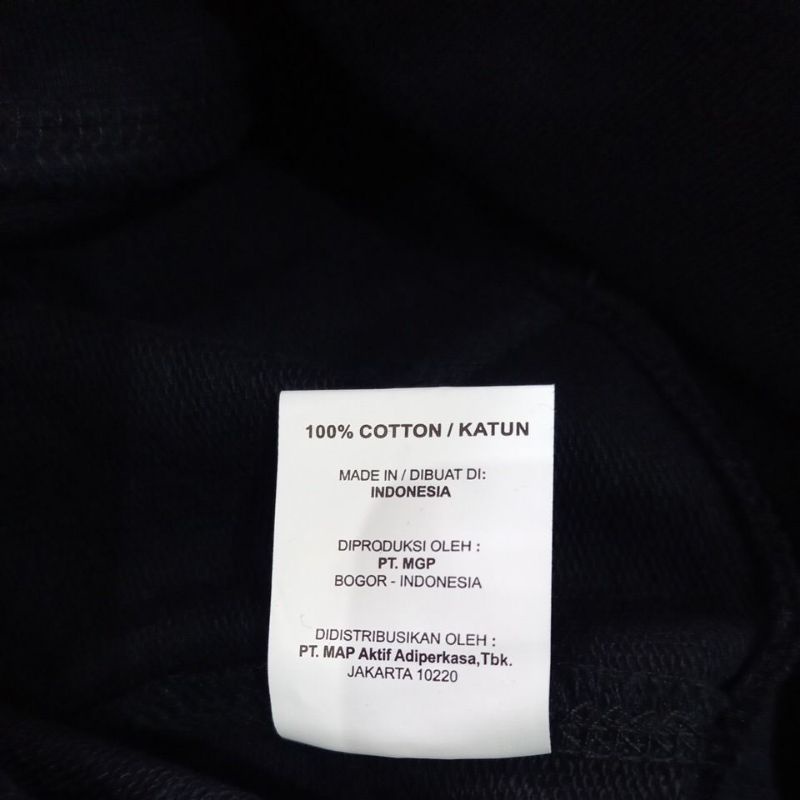 100% COTTON / KATUN
MADE IN / DIBUAT DI:
INDONESIA
DIPRODUKSI OLEH :
PT. MGP
BOGOR - INDONESIA
DIDISTRIBUSIKAN OLEH :
PT. MAP Aktif Adiperkasa,Tbk.
JAKARTA 10220